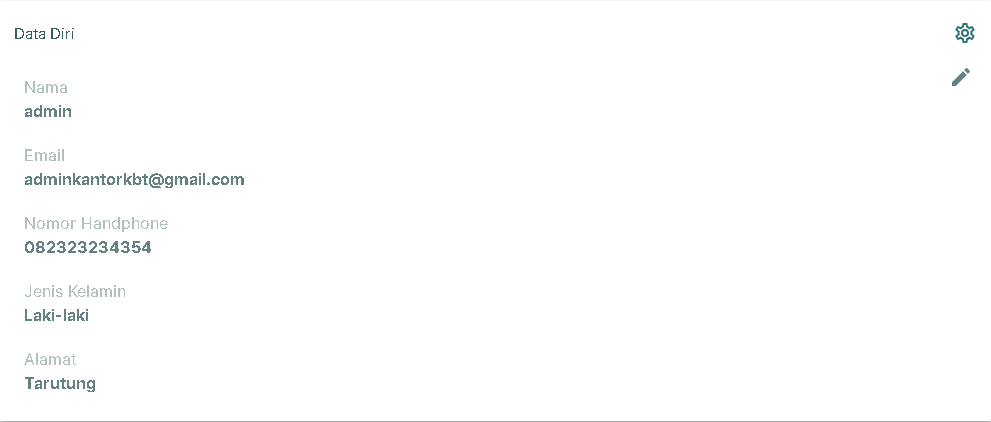 Data Diri
Nama
admin
Email
adminkantorkbt@gmail.com
Nomor Handphone
082323234354
Jenis Kelamin
Laki-laki
Alamat
Tarutung